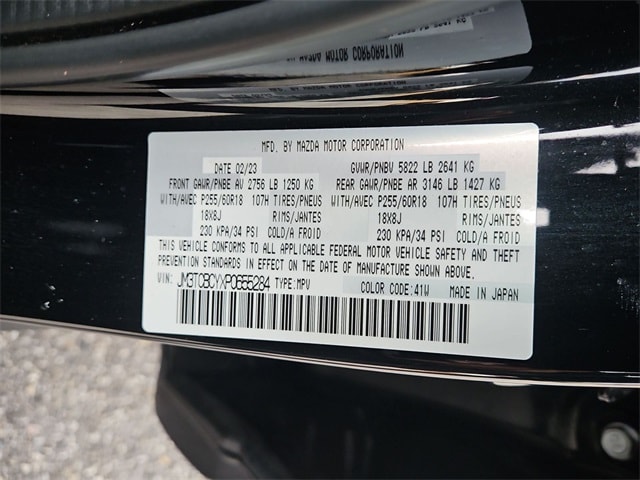 MFD. BY MAZDA MOTOR CORPORATION
DATE 02/23 GVWR/PNBV 5822 LB 2641 KG
FRONT GAWR/PNBE AV 2756 LB 1250 KG REAR GAWR/PNBE AR 3146 LB 1427 KG
WITH/AVEC P255/60R18 107H TIRES/PNEUS WITH/AVEC P255/60R18 107H TIRES/PNEUS
18X8J RIMS/JANTES 18X8J RIMS/JANTES
230 KPA/34 PSI COLD/A FROID 230 KPA/34 PSI COLD/A FROID
THIS VEHICLE CONFORMS TO ALL APPLICABLE FEDERAL MOTOR VEHICLE SAFETY AND THEFT
PREVENTION STANDARDS IN EFFECT ON THE DATE OF MANUFACTURE SHOWN ABOVE.
VIN: JM3TCBCYXP0655284 TYPE:MPV COLOR CODE:41W MADE IN JAPAN